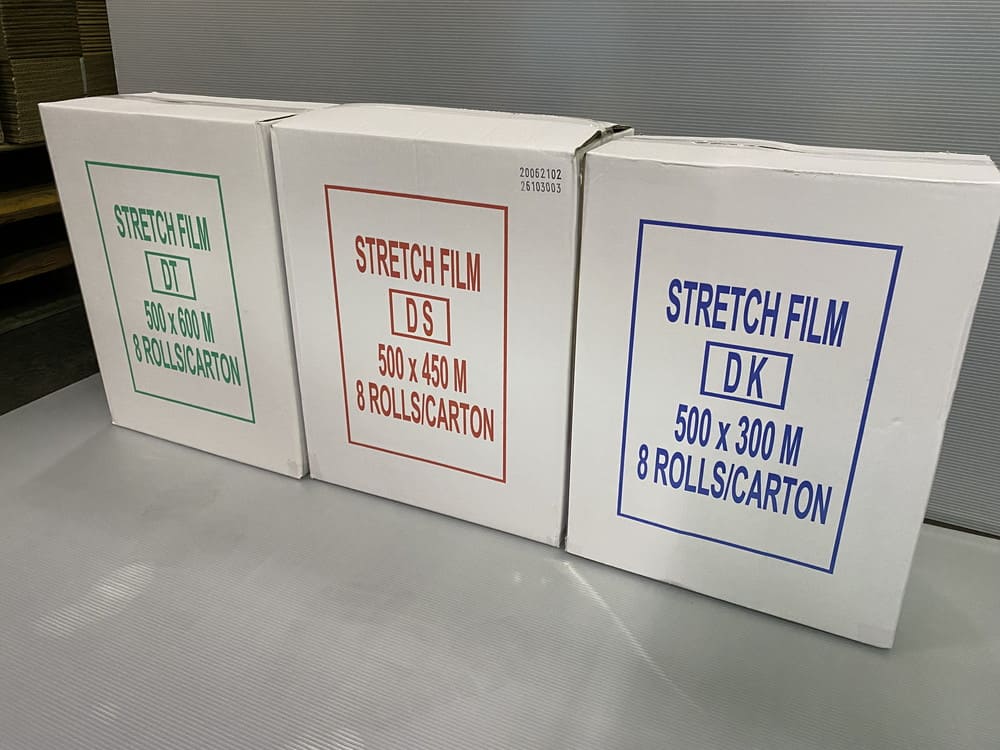 STRETCH FILM
DT
500 x 600 M
8 ROLLS/CARTON
20062102
26103003
STRETCH FILM
DS
500 x 450 M
8 ROLLS/CARTON
STRETCH FILM
DK
500 x 300 M
8 ROLLS/CARTON